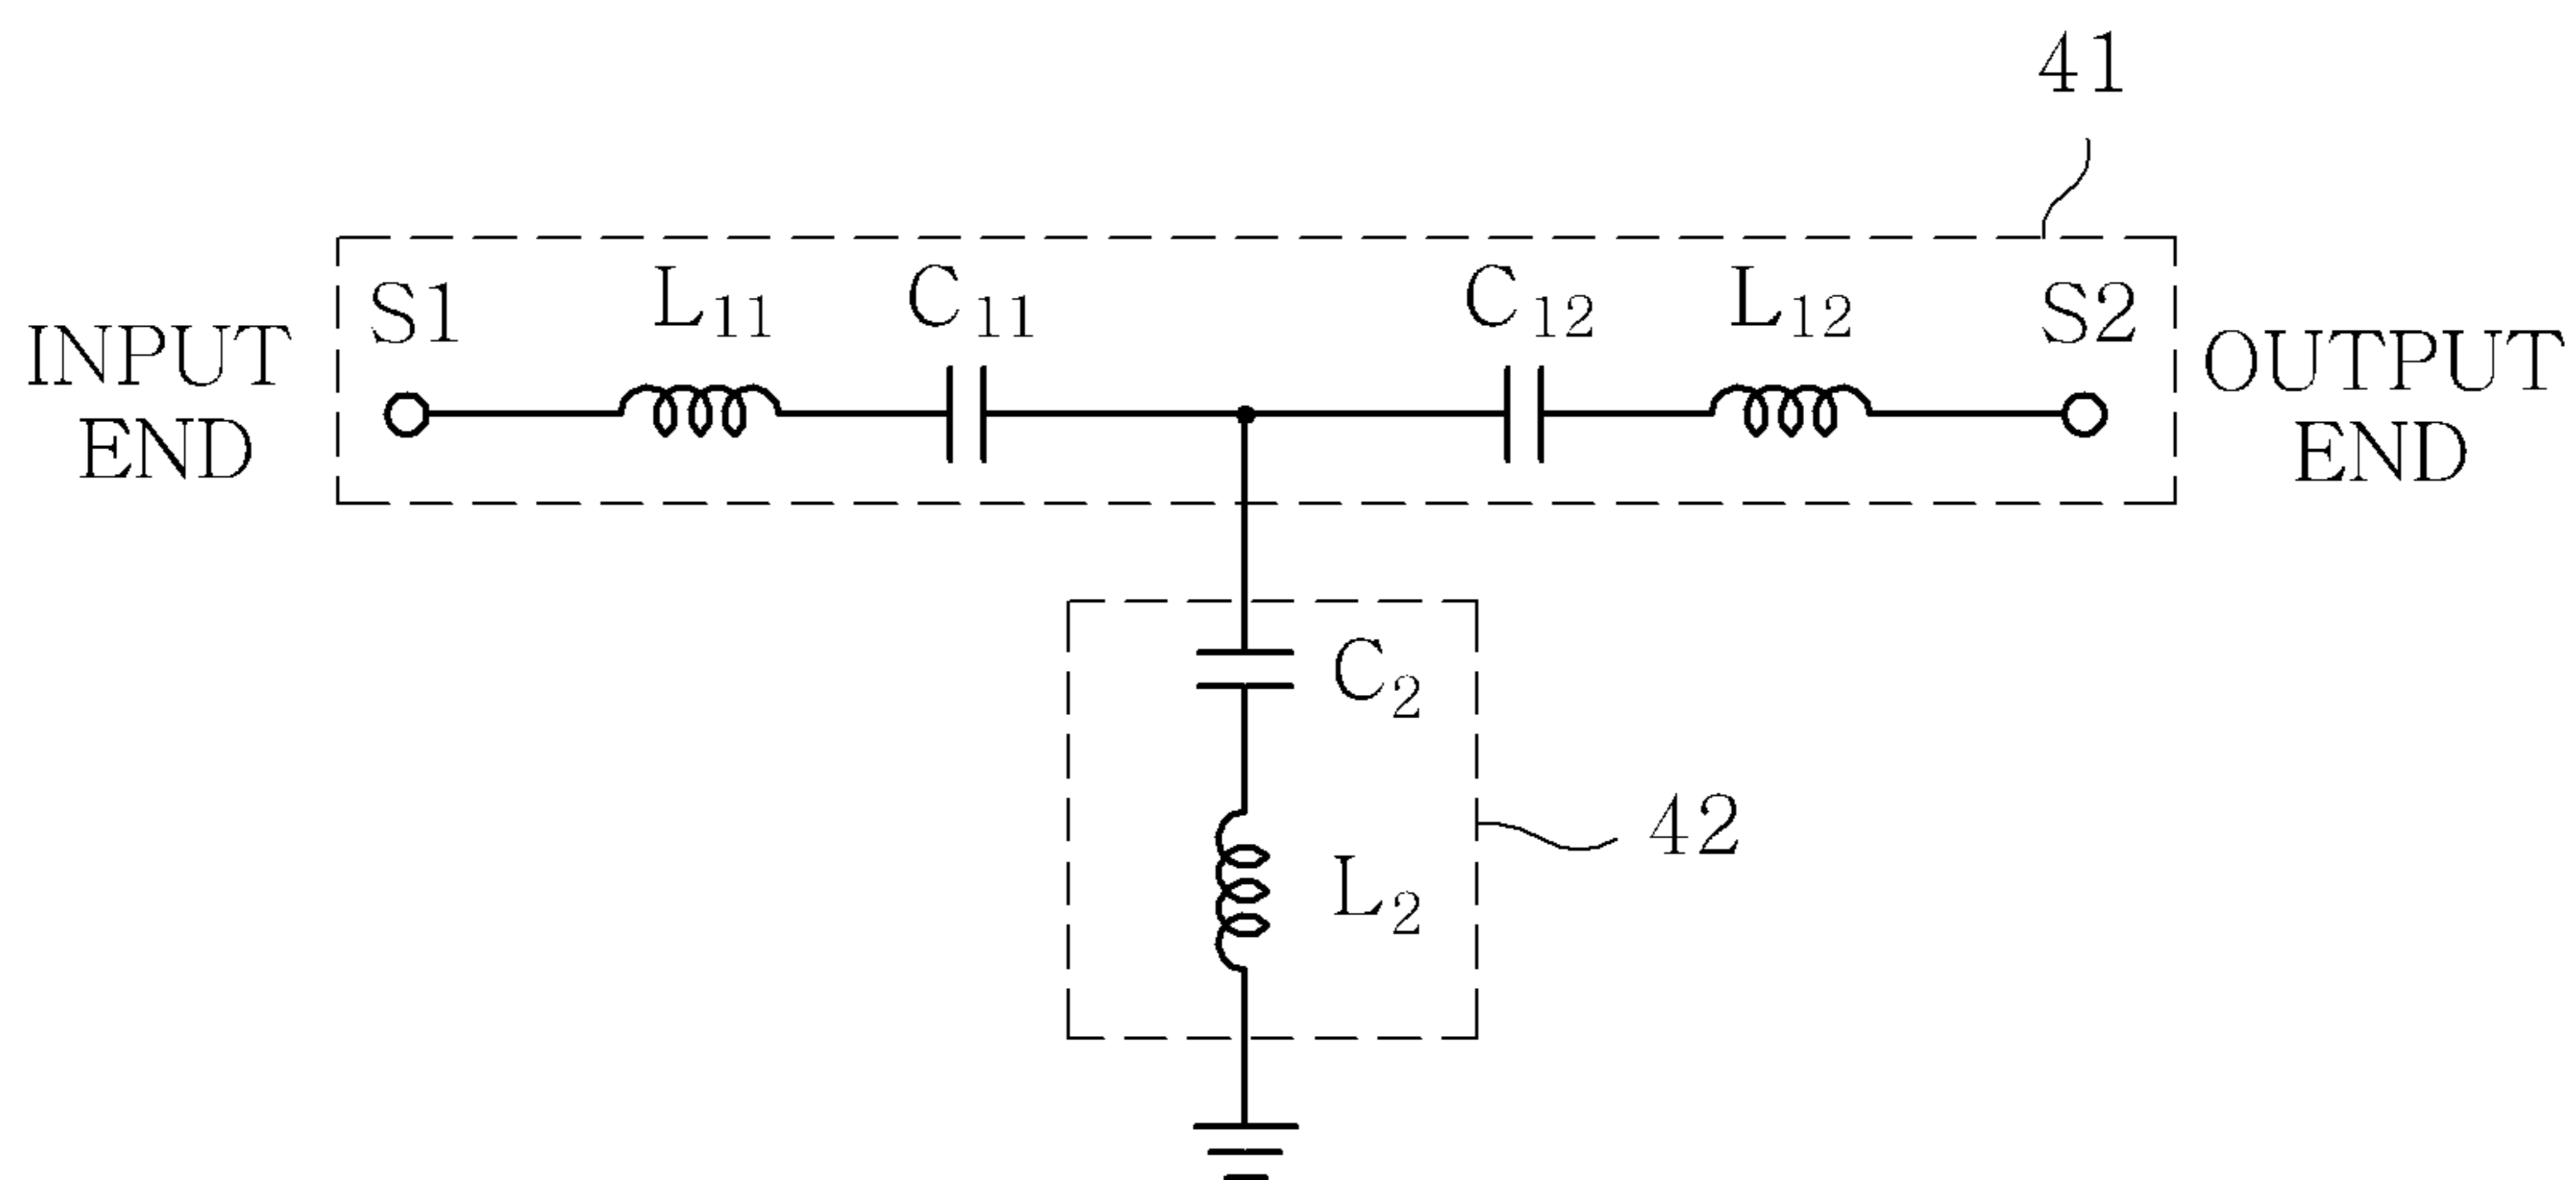 41
S1
L11
C11
C12
L12
S2
INPUT
END
OUTPUT
END
C2
L2
42